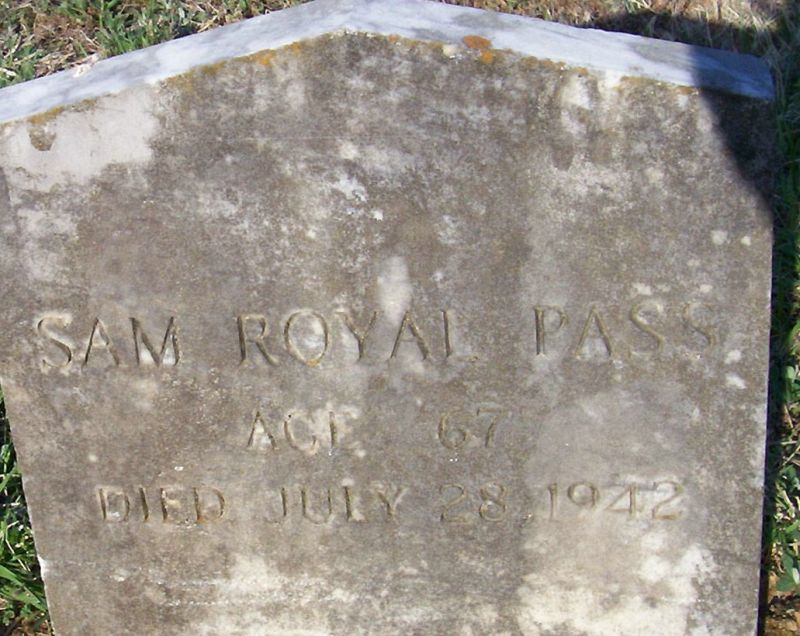 SAM ROYAL PASS
AGE 67
DIED JULY 28, 1942